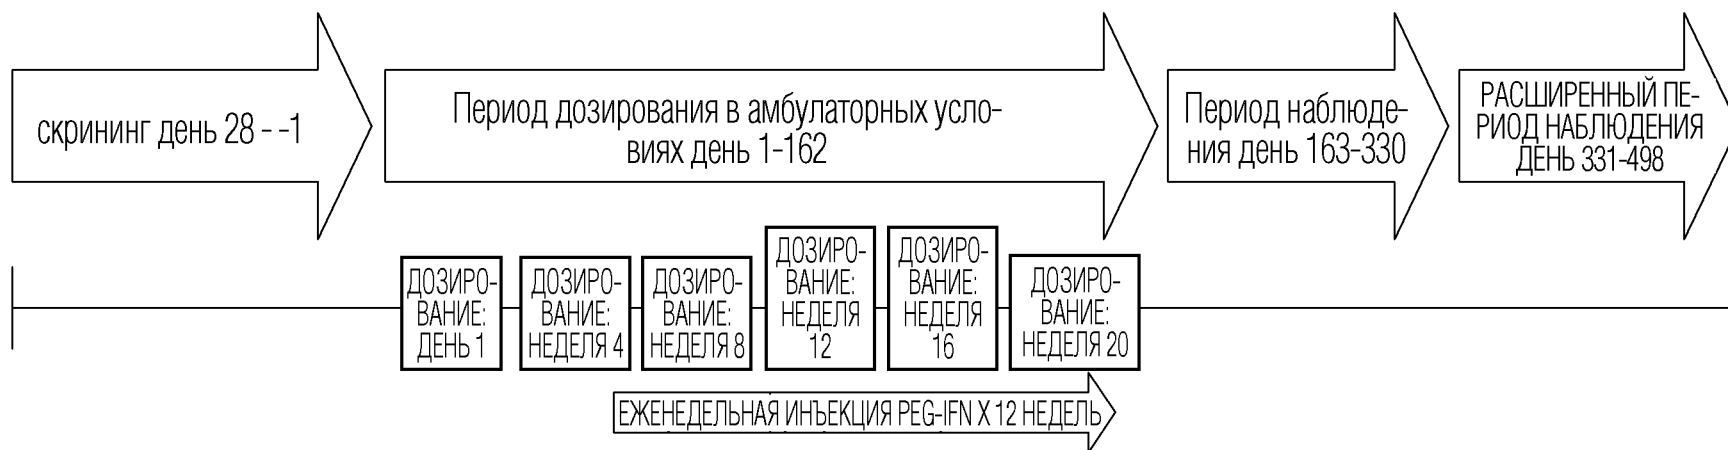 скрининг день 28 - -1
Период дозирования в амбулаторных усло-
виях день 1-162
Период наблюде-
ния день 163-330
РАСШИРЕННЫЙ ПЕ-
РИОД НАБЛЮДЕНИЯ
ДЕНЬ 331-498
ДОЗИРО-
ВАНИЕ:
ДЕНЬ 1
ДОЗИРО-
ВАНИЕ:
НЕДЕЛЯ 4
ДОЗИРО-
ВАНИЕ:
НЕДЕЛЯ 8
ДОЗИРО-
ВАНИЕ:
НЕДЕЛЯ
12
ДОЗИРО-
ВАНИЕ:
НЕДЕЛЯ
16
ДОЗИРО-
ВАНИЕ:
НЕДЕЛЯ 20
ЕЖЕНЕДЕЛЬНАЯ ИНЪЕКЦИЯ PEG-IFN X 12 НЕДЕЛЬ